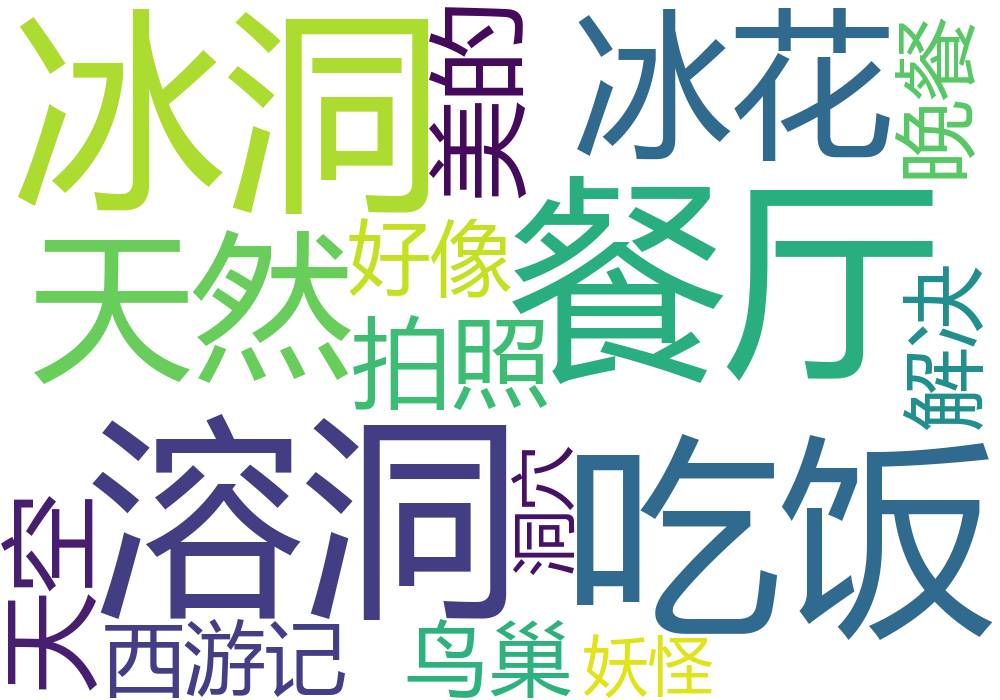 冰洞
美的
冰花
晚餐
天然
好像
餐厅
拍照
解决
溶洞
洞穴
吃饭
天空
西游记
鸟巢
妖怪